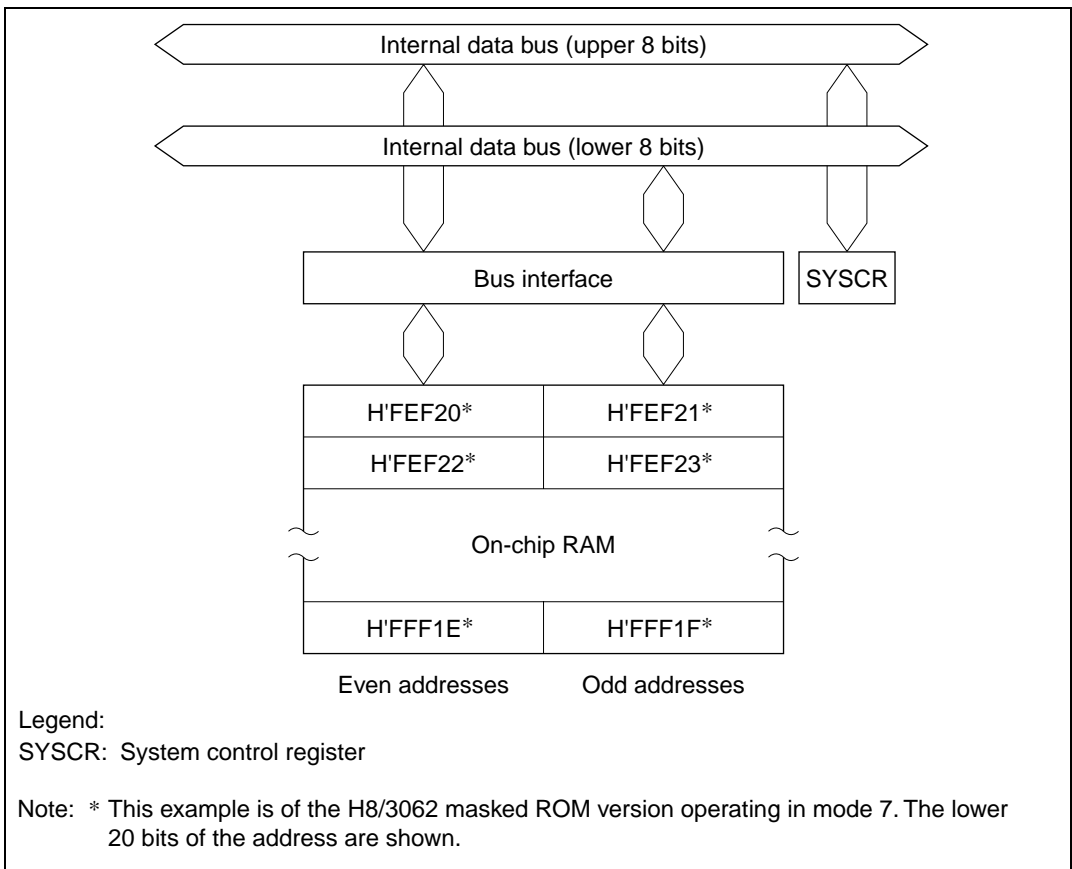 Internal data bus (upper 8 bits)
Internal data bus (lower 8 bits)
Bus interface
SYSCR
H'FEF20*
H'FEF21*
H'FEF22*
H'FEF23*
On-chip RAM
H'FFF1E*
H'FFF1F*
Even addresses
Odd addresses
Legend:
SYSCR: System control register
Note: * This example is of the H8/3062 masked ROM version operating in mode 7. The lower
20 bits of the address are shown.